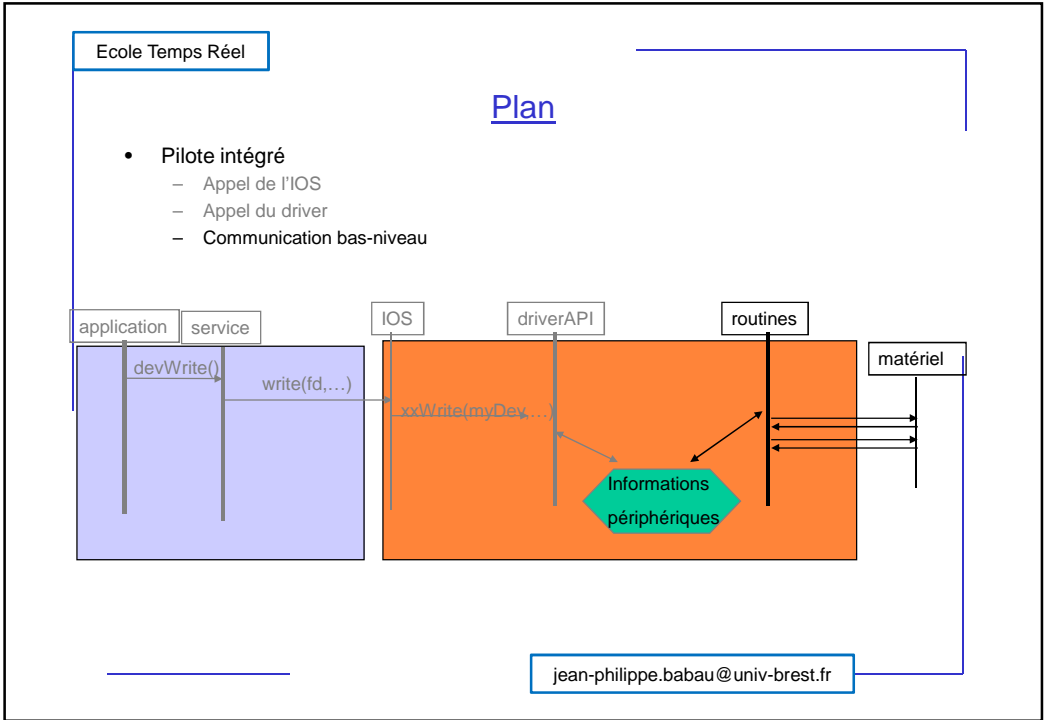 Ecole Temps Réel
Plan
• Pilote intégré
– Appel de l'IOS
– Appel du driver
– Communication bas-niveau
application
service
IOS
driverAPI
routines
matériel
devWrite()
write(fd,…)
xxWrite(myDev,…)
Informations
périphériques
jean-philippe.babau@univ-brest.fr